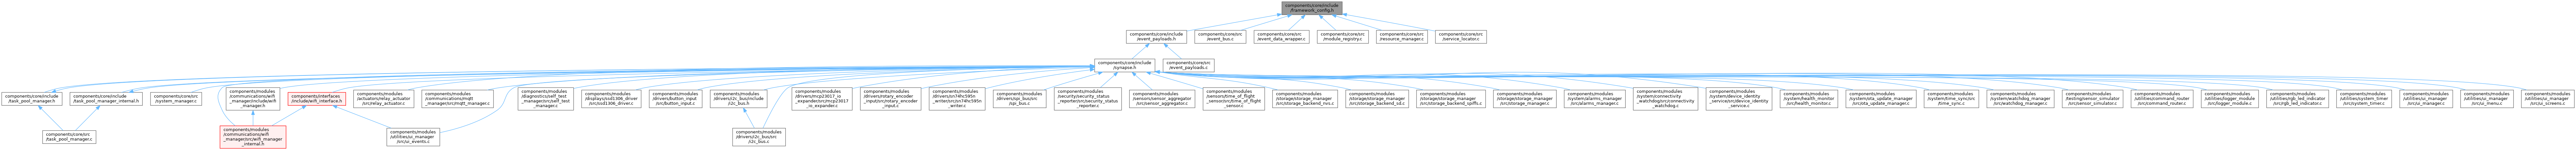 components/core/include
/framework_config.h
components/core/include
/event_payloads.h
components/core/src
/event_bus.c
components/core/src
/event_data_wrapper.c
components/core/src
/module_registry.c
components/core/src
/resource_manager.c
components/core/src
/service_locator.c
components/core/include
/synapse.h
components/core/src
/event_payloads.c
components/core/include
/task_pool_manager.h
components/core/include
/task_pool_manager_internal.h
components/core/src
/system_manager.c
components/modules
/communications/wifi
_manager/include/wifi
_manager.h
components/interfaces
/include/wifi_interface.h
components/modules
/actuators/relay_actuator
/src/relay_actuator.c
components/modules
/communications/mqtt
_manager/src/mqtt_manager.c
components/modules
/diagnostics/self_test
_manager/src/self_test
_manager.c
components/modules
/displays/ssd1306_driver
/src/ssd1306_driver.c
components/modules
/drivers/button_input
/src/button_input.c
components/modules
/drivers/i2c_bus/include
/i2c_bus.h
components/modules
/drivers/mcp23017_io
_expander/src/mcp23017
_io_expander.c
components/modules
/drivers/rotary_encoder
_input/src/rotary_encoder
_input.c
components/modules
/drivers/sn74hc595n
_writer/src/sn74hc595n
_writer.c
components/modules
/drivers/spi_bus/src
/spi_bus.c
components/modules
/security/security_status
_reporter/src/security_status
_reporter.c
components/modules
/sensors/sensor_aggregator
/src/sensor_aggregator.c
components/modules
/sensors/time_of_flight
_sensor/src/time_of_flight
_sensor.c
components/modules
/storage/storage_manager
/src/storage_backend_nvs.c
components/modules
/storage/storage_manager
/src/storage_backend_sd.c
components/modules
/storage/storage_manager
/src/storage_backend_spiffs.c
components/modules
/storage/storage_manager
/src/storage_manager.c
components/modules
/system/alarms_manager
/src/alarms_manager.c
components/modules
/system/connectivity
_watchdog/src/connectivity
_watchdog.c
components/modules
/system/device_identity
_service/src/device_identity
_service.c
components/modules
/system/health_monitor
/src/health_monitor.c
components/modules
/system/ota_update_manager
/src/ota_update_manager.c
components/modules
/system/time_sync/src
/time_sync.c
components/modules
/system/watchdog_manager
/src/watchdog_manager.c
components/modules
/testing/sensor_simulator
/src/sensor_simulator.c
components/modules
/utilities/command_router
/src/command_router.c
components/modules
/utilities/logger_module
/src/logger_module.c
components/modules
/utilities/rgb_led_indicator
/src/rgb_led_indicator.c
components/modules
/utilities/system_timer
/src/system_timer.c
components/modules
/utilities/ui_manager
/src/ui_manager.c
components/modules
/utilities/ui_manager
/src/ui_menu.c
components/modules
/utilities/ui_manager
/src/ui_screens.c
components/core/src
/task_pool_manager.c
components/modules
/communications/wifi
_manager/src/wifi_manager
_internal.h
components/modules
/utilities/ui_manager
/src/ui_events.c
components/modules
/drivers/i2c_bus/src
/i2c_bus.c